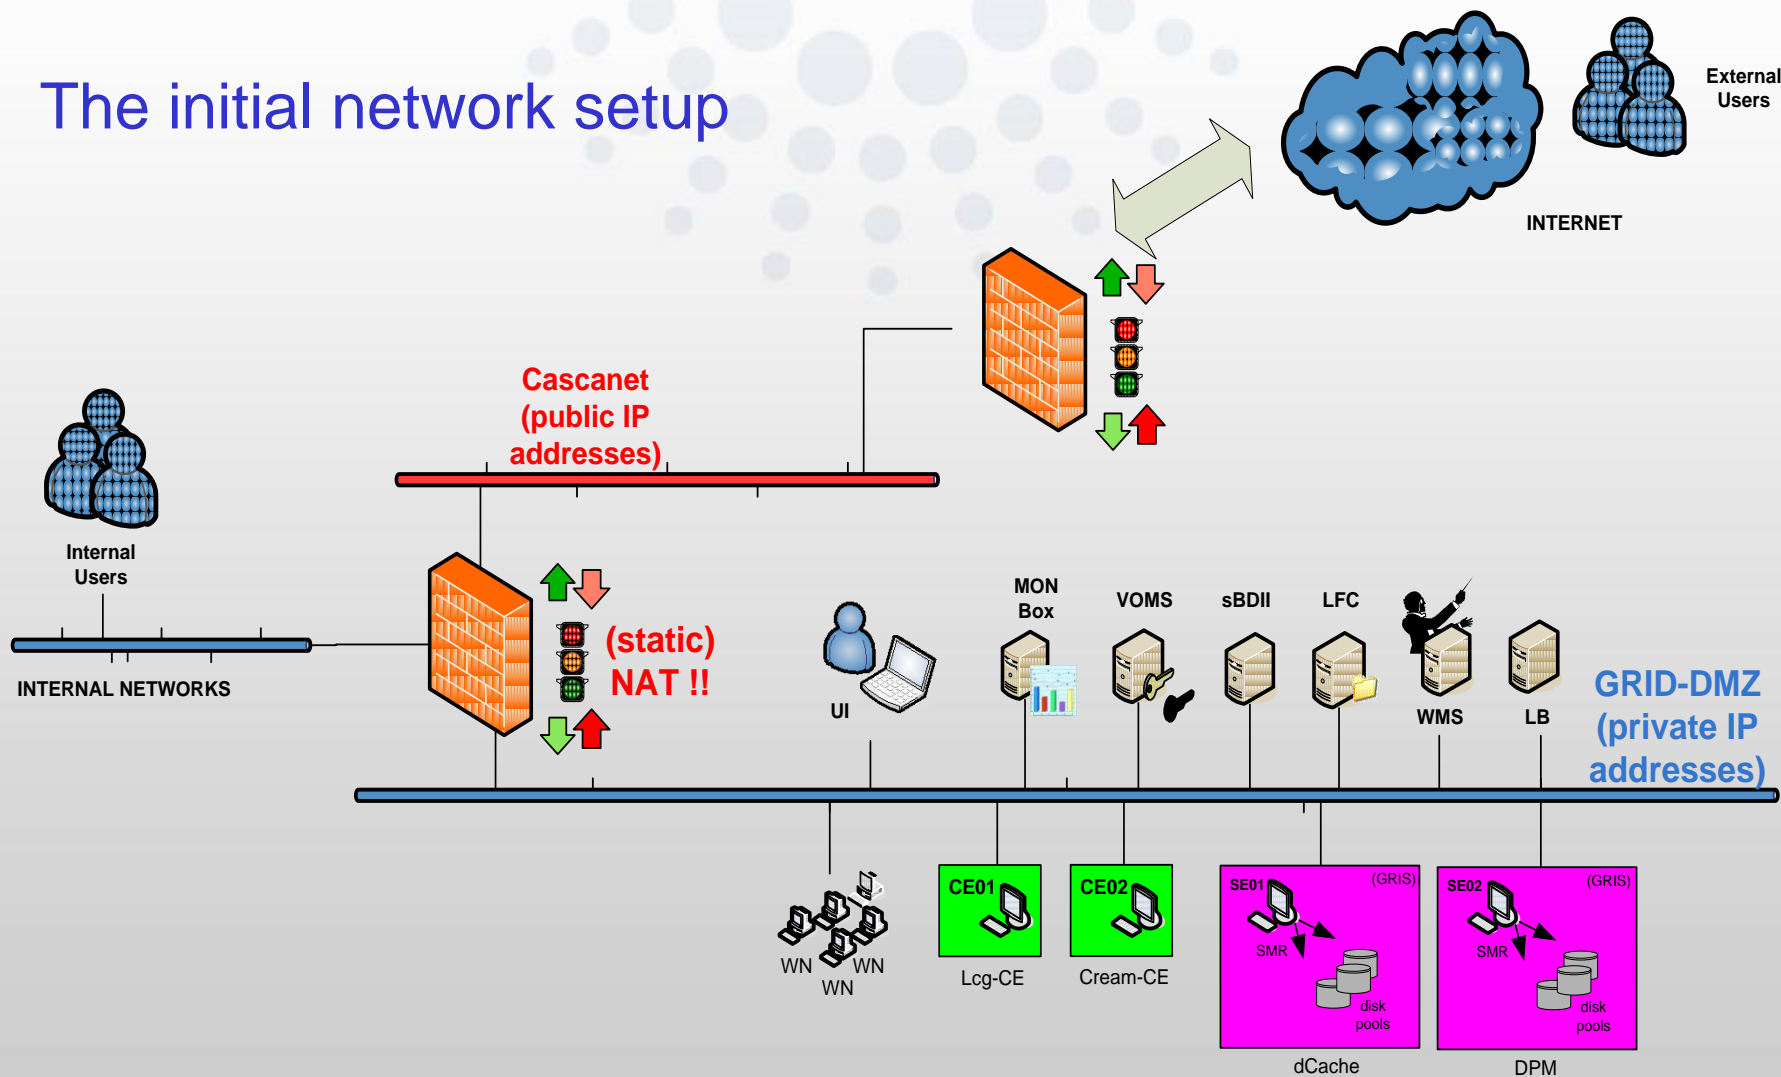 The initial network setup
External
Users
INTERNET
Cascanet
(public IP
addresses)
Internal
Users
INTERNAL NETWORKS
(static)
NAT !!
UI
MON
Box
VOMS
sBDII
LFC
WMS
LB
GRID-DMZ
(private IP
addresses)
WN
WN
WN
CE01
Lcg-CE
CE02
Cream-CE
SE01
(GRIS)
SMR
disk
pools
dCache
SE02
(GRIS)
SMR
disk
pools
DPM